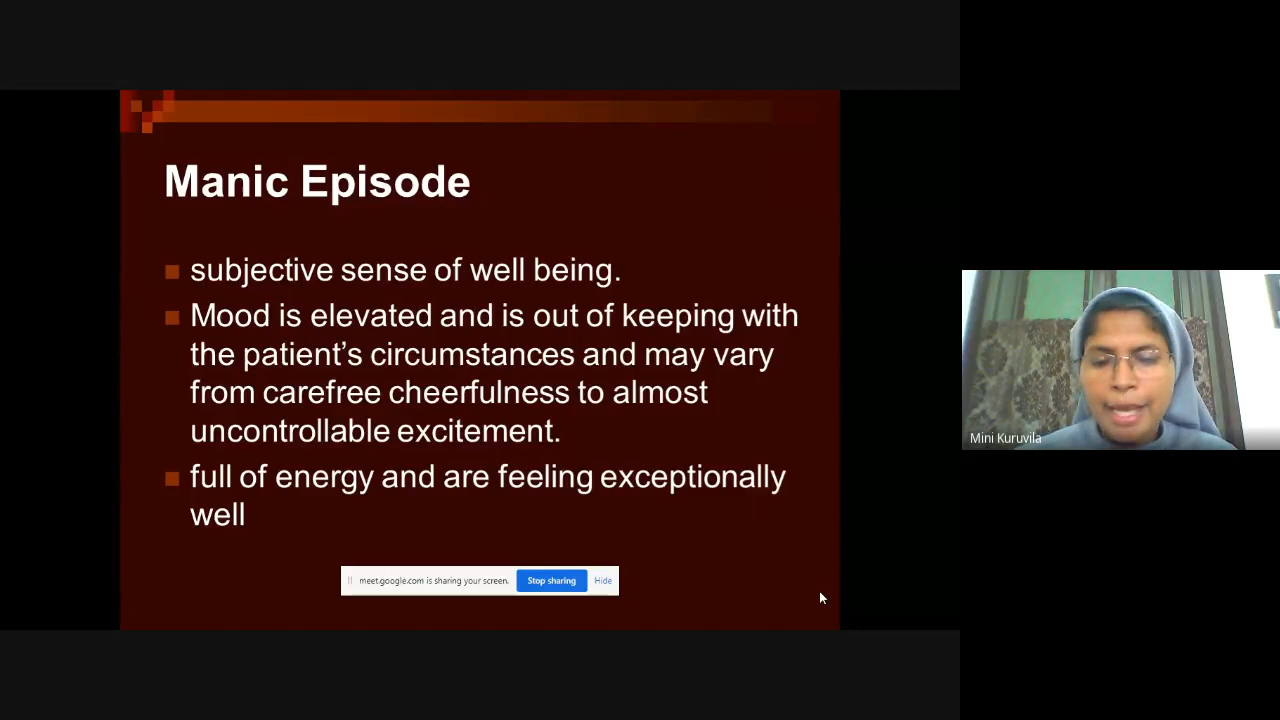 Manic Episode
subjective sense of well being.
Mood is elevated and is out of keeping with
the patient’s circumstances and may vary
from carefree cheerfulness to almost
uncontrollable excitement.
full of energy and are feeling exceptionally
well
meet.google.com is sharing your screen.
Stop sharing
Hide
Mini Kuruvila